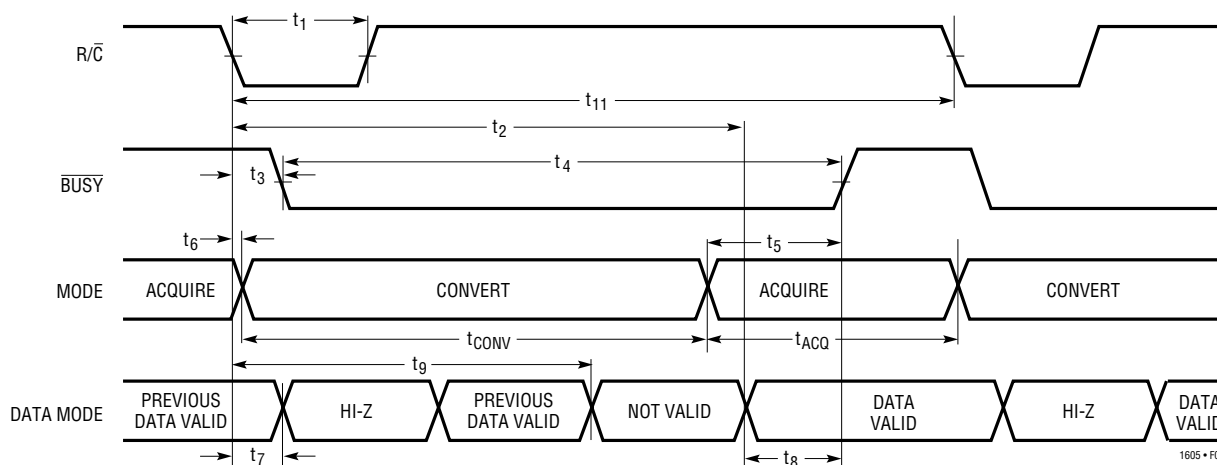 t1
R/C̄
t11
t2
t4
t3
B̅U̅S̅Y̅
t6
t5
MODE
ACQUIRE
CONVERT
ACQUIRE
CONVERT
tCONV
tACQ
t9
DATA MODE
PREVIOUS
DATA VALID
HI-Z
PREVIOUS
DATA VALID
NOT VALID
DATA
VALID
HI-Z
DATA
VALID
t7
t8
1605 •